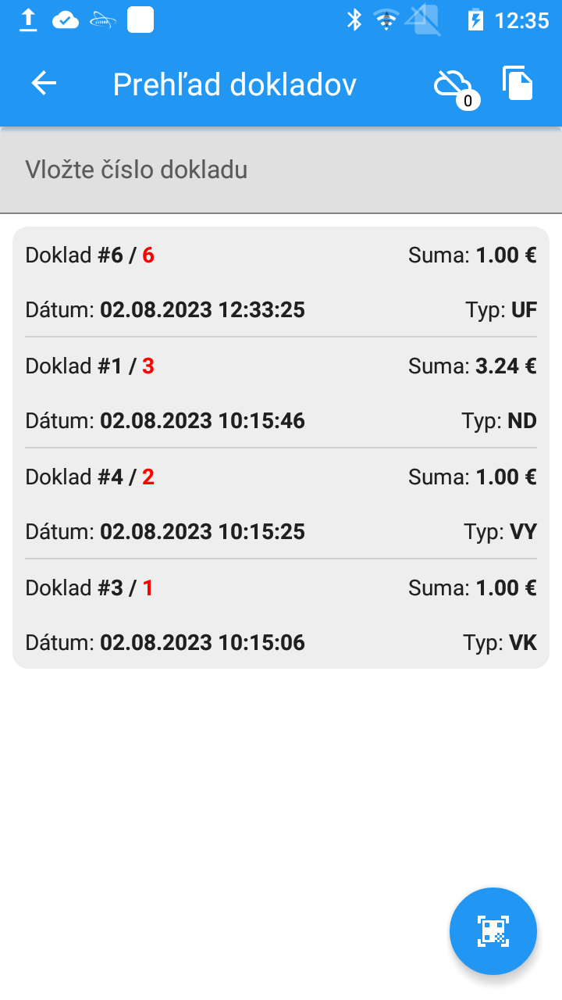 12:35
Prehľad dokladov
0
Vložte číslo dokladu
Doklad #6 / 6 Suma: 1.00 €
Dátum: 02.08.2023 12:33:25 Typ: UF
Doklad #1 / 3 Suma: 3.24 €
Dátum: 02.08.2023 10:15:46 Typ: ND
Doklad #4 / 2 Suma: 1.00 €
Dátum: 02.08.2023 10:15:25 Typ: VY
Doklad #3 / 1 Suma: 1.00 €
Dátum: 02.08.2023 10:15:06 Typ: VK